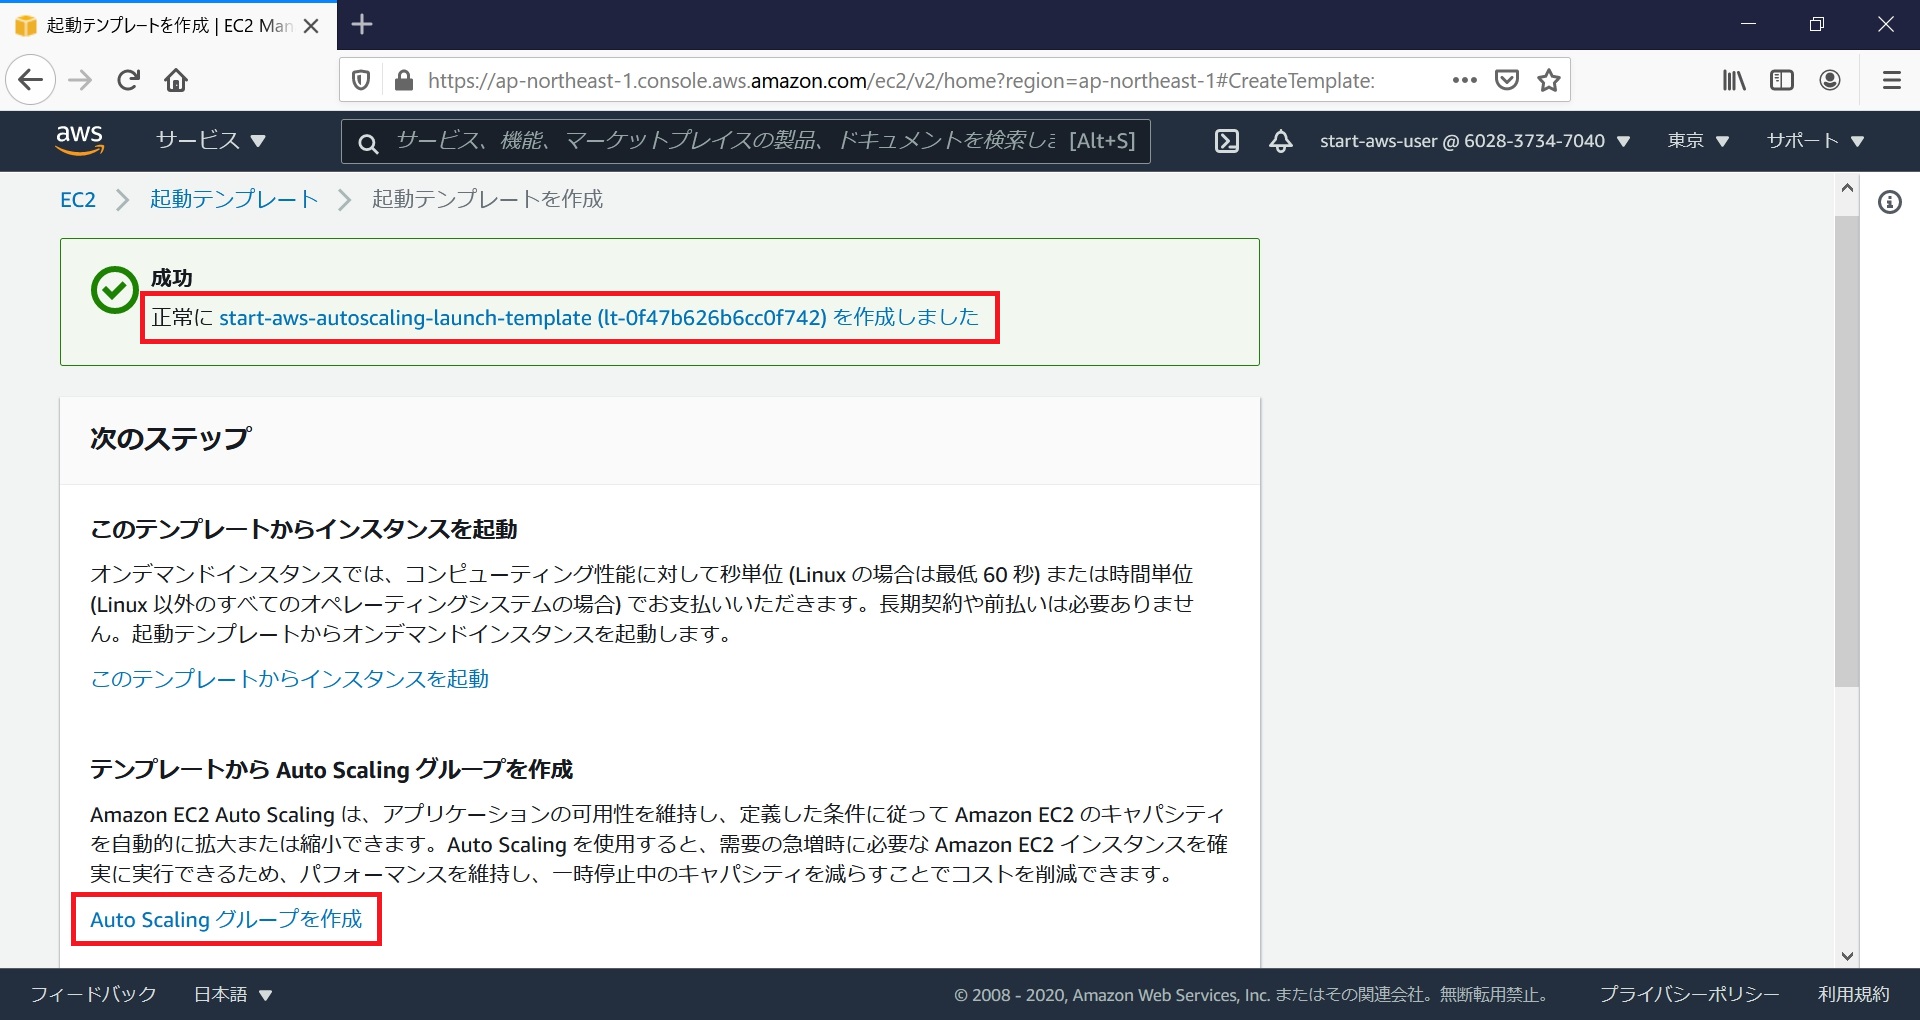 起動テンプレートを作成 | EC2 Man
https://ap-northeast-1.console.aws.amazon.com/ec2/v2/home?region=ap-northeast-1#CreateTemplate:
aws
サービス
サービス、機能、マーケットプレイスの製品、ドキュメントを検索し
[Alt+S]
start-aws-user @ 6028-3734-7040
東京
サポート
EC2
起動テンプレート
起動テンプレートを作成
成功
正常に start-aws-autoscaling-launch-template (lt-0f47b626b6cc0f742) を作成しました
次のステップ
このテンプレートからインスタンスを起動
オンデマンドインスタンスでは、コンピューティング性能に対して秒単位 (Linux の場合は最低 60 秒) または時間単位
(Linux 以外のすべてのオペレーティングシステムの場合) でお支払いいただきます。長期契約や前払いは必要ありませ
ん。起動テンプレートからオンデマンドインスタンスを起動します。
このテンプレートからインスタンスを起動
テンプレートから Auto Scaling グループを作成
Amazon EC2 Auto Scaling は、アプリケーションの可用性を維持し、定義した条件に従って Amazon EC2 のキャパシティ
を自動的に拡大または縮小できます。Auto Scaling を使用すると、需要の急増時に必要な Amazon EC2 インスタンスを確
実に実行できるため、パフォーマンスを維持し、一時停止中のキャパシティを減らすことでコストを削減できます。
Auto Scaling グループを作成
フィードバック
日本語
© 2008 - 2020, Amazon Web Services, Inc. またはその関連会社。無断転用禁止。
プライバシーポリシー
利用規約